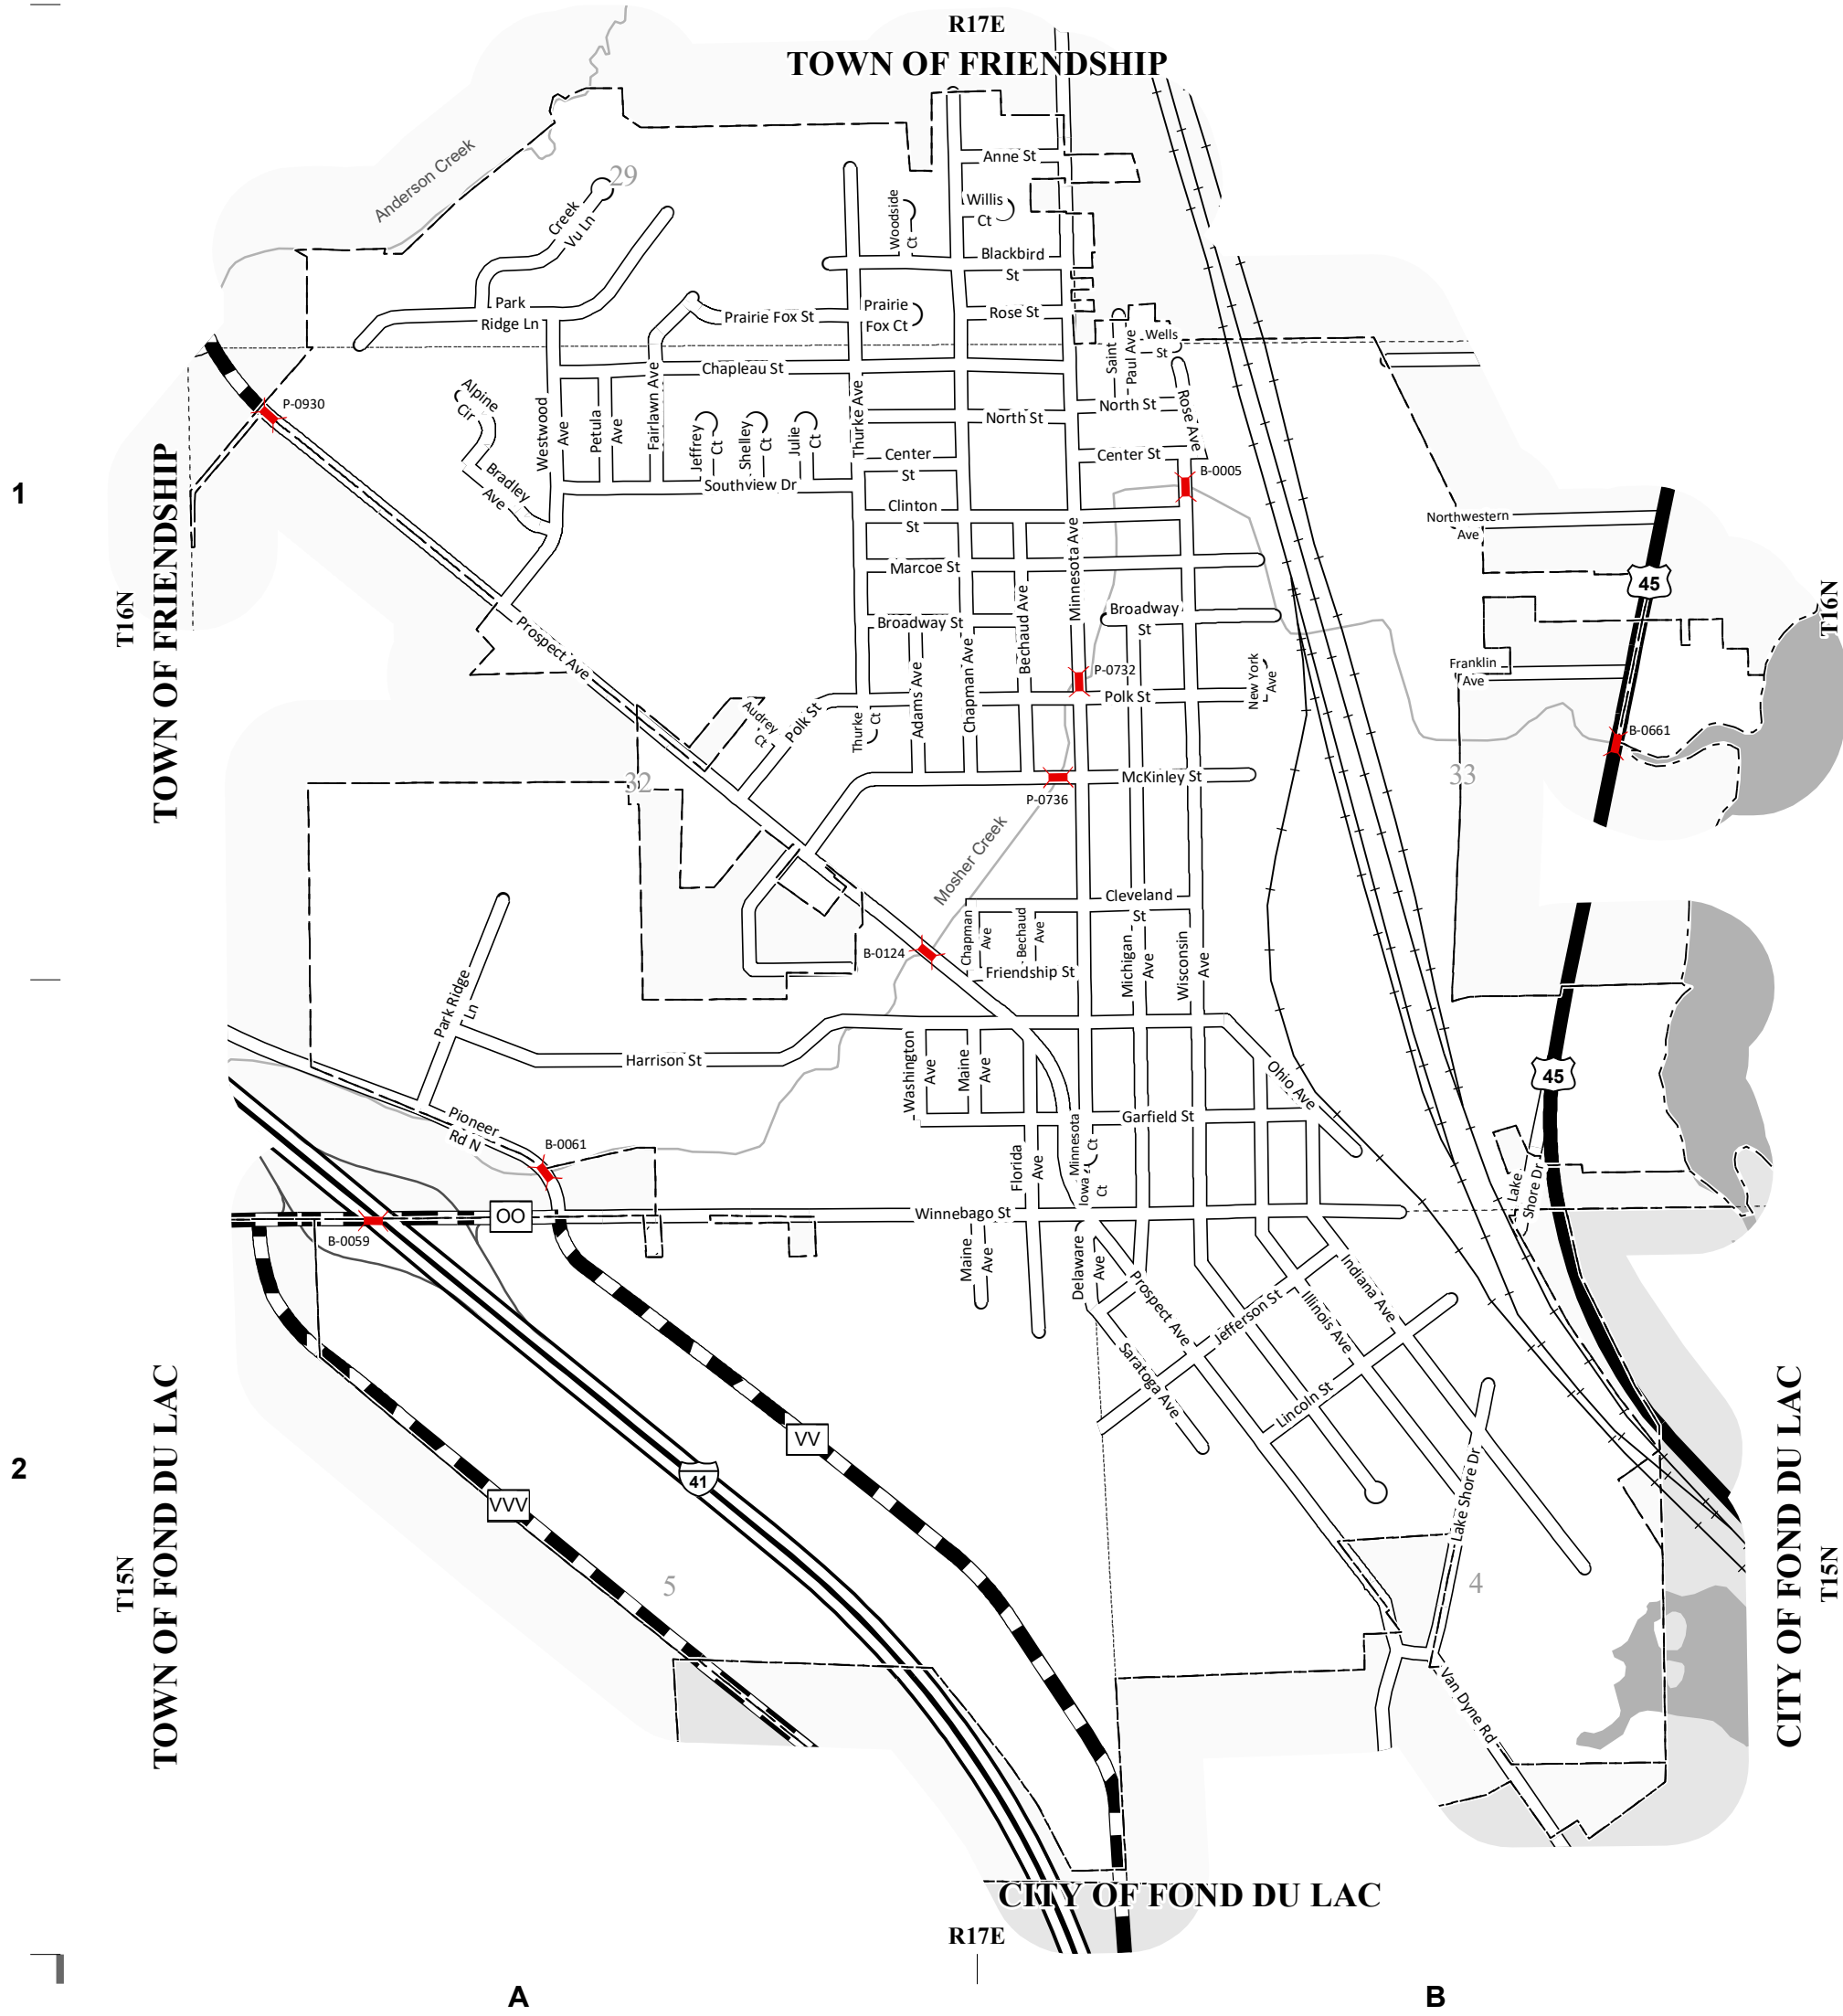 R17E
TOWN OF FRIENDSHIP
Anne St
Anderson Creek
29
Creek
Vu Ln
Woodside
Ct
Willis
Ct
Blackbird
St
Park
Ridge Ln
Prairie Fox St
Prairie
Fox Ct
Rose St
Wells
St
Saint
Paul Ave
Chapleau St
P-0930
Alpine
Cir
Westwood
Ave
Petula
Ave
Fairlawn Ave
Jeffrey
Ct
Shelley
Ct
Julie
Ct
Thurke Ave
North St
North St
Rose Ave
Center
St
Center St
B-0005
Bradley
Ave
Southview Dr
1
TOWN OF FRIENDSHIP
T16N
Clinton
St
Northwestern
Ave
45
T16N
Marcoe St
Minnesota Ave
Bechaud Ave
Broadway St
Broadway
St
Prospect Ave
Adams Ave
Chapman Ave
P-0732
New York
Ave
Franklin
Ave
Audrey
Ct
Polk St
Thurke
Ct
Polk St
B-0661
32
McKinley St
33
P-0736
Mosher Creek
Cleveland
St
Chapman
Ave
Bechaud
Ave
B-0124
Friendship St
Michigan
Ave
Wisconsin
Ave
Park Ridge
Ln
Harrison St
Washington
Ave
Maine
Ave
Ohio Ave
45
Pioneer
Rd N
B-0061
Garfield St
Florida
Ave
Minnesota
Ct
Iowa
Ct
Lake
Shore Dr
OO
Winnebago St
B-0059
Maine
Ave
Delaware
Ave
Prospect Ave
Jefferson St
Indiana Ave
Illinois Ave
Saratoga Ave
Lincoln St
VV
41
VVV
Lake Shore Dr
2
TOWN OF FOND DU LAC
T15N
CITY OF FOND DU LAC
T15N
5
4
Van Dyne Rd
CITY OF FOND DU LAC
R17E
A
B